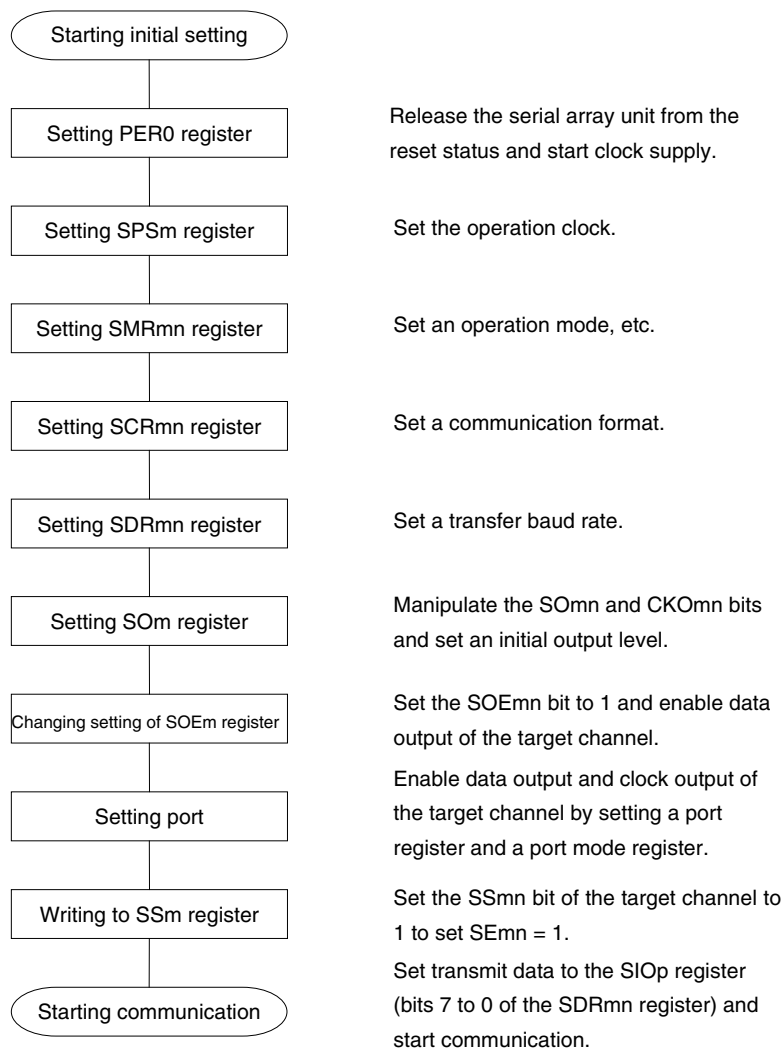 Starting initial setting
Setting PER0 register
Release the serial array unit from the
reset status and start clock supply.
Setting SPSm register
Set the operation clock.
Setting SMRmn register
Set an operation mode, etc.
Setting SCRmn register
Set a communication format.
Setting SDRmn register
Set a transfer baud rate.
Setting SOm register
Manipulate the SOmn and CKOmn bits
and set an initial output level.
Changing setting of SOEm register
Set the SOEmn bit to 1 and enable data
output of the target channel.
Setting port
Enable data output and clock output of
the target channel by setting a port
register and a port mode register.
Writing to SSm register
Set the SSmn bit of the target channel to
1 to set SEmn = 1.
Starting communication
Set transmit data to the SIOp register
(bits 7 to 0 of the SDRmn register) and
start communication.